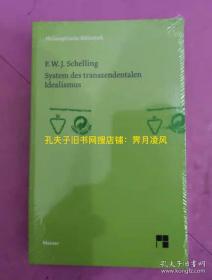 Philosophische Bibliothek
F. W. J. Schelling
System des transzendentalen
Idealismus
孔夫子旧书网搜店铺：霁月凌风
Meiner